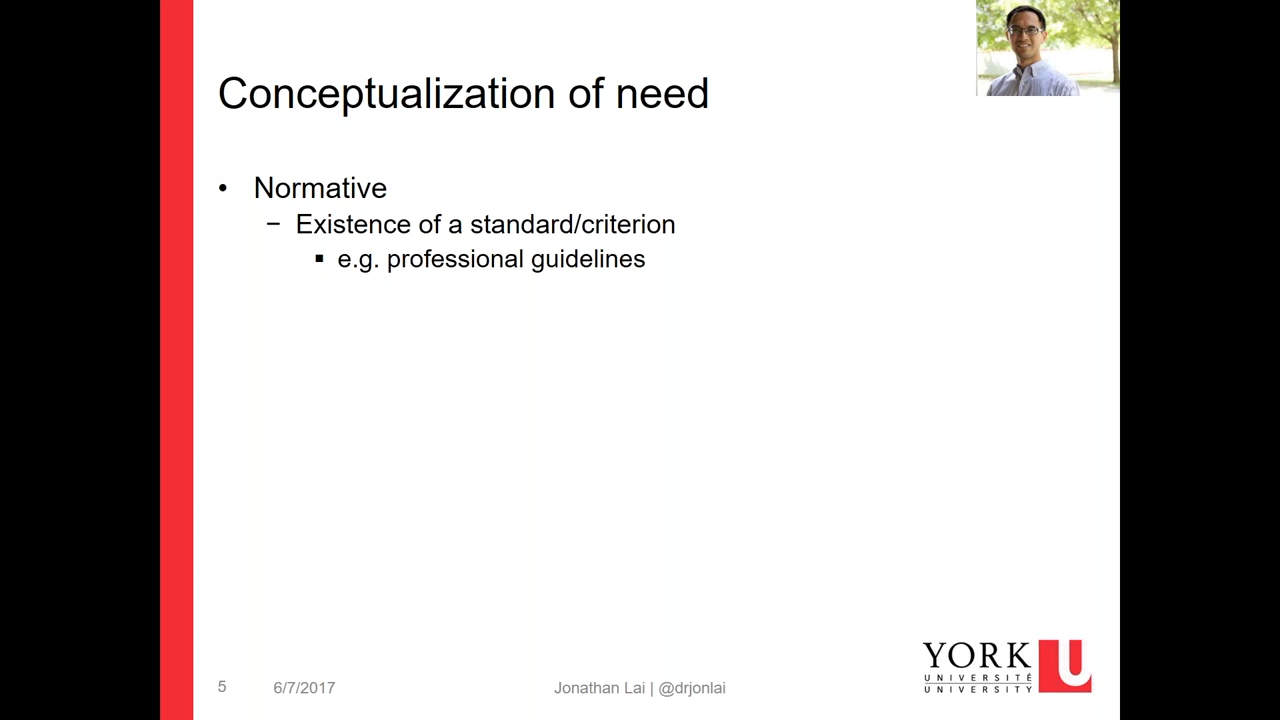 Conceptualization of need
• Normative
− Existence of a standard/criterion
▪ e.g. professional guidelines
YORK U
UNIVERSITÉ
UNIVERSITY
5 6/7/2017 Jonathan Lai | @drjonlai